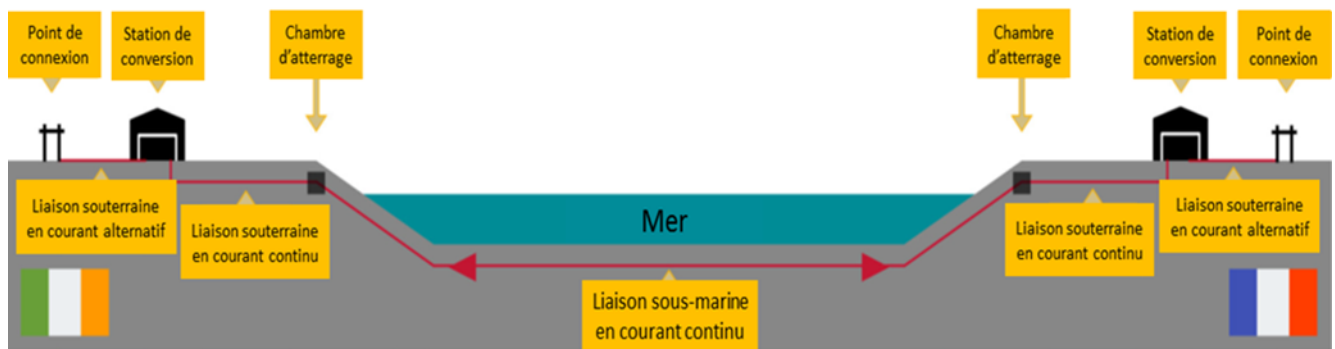 Point de
connexion
Station de
conversion
Chambre
d'atterrage
Chambre
d'atterrage
Station de
conversion
Point de
connexion
Liaison souterraine
en courant alternatif
Liaison souterraine
en courant continu
Mer
Liaison souterraine
en courant continu
Liaison souterraine
en courant alternatif
Liaison sous-marine
en courant continu